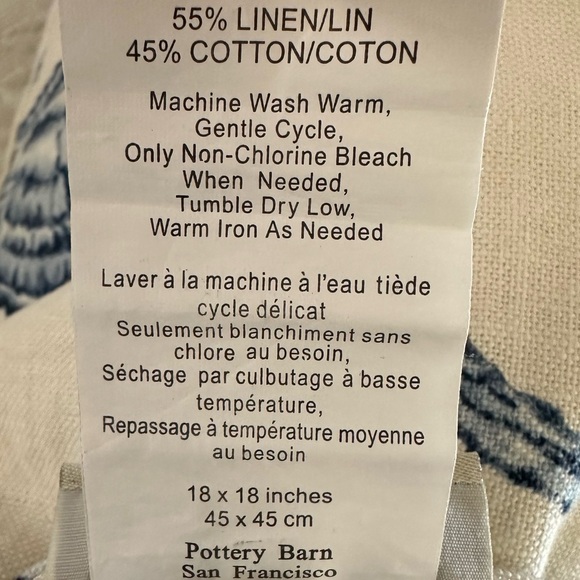 55% LINEN/LIN
45% COTTON/COTON
Machine Wash Warm,
Gentle Cycle,
Only Non-Chlorine Bleach
When Needed,
Tumble Dry Low,
Warm Iron As Needed
Laver à la machine à l'eau tiède
cycle délicat
Seulement blanchiment sans
chlore au besoin,
Séchage par culbutage à basse
température,
Repassage à température moyenne
au besoin
18 x 18 inches
45 x 45 cm
Pottery Barn
San Francisco